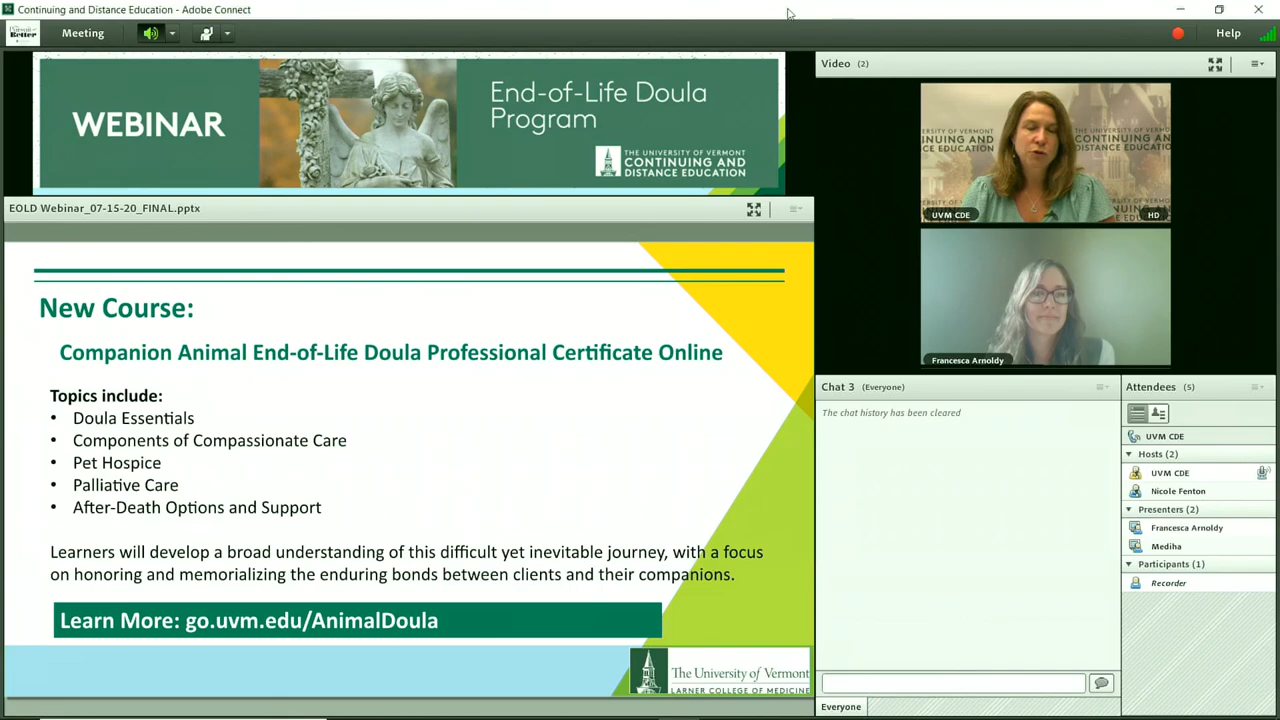 Continuing and Distance Education - Adobe Connect
Meeting
Help
WEBINAR
End-of-Life Doula
Program
THE UNIVERSITY OF VERMONT
CONTINUING AND
DISTANCE EDUCATION
Video (2)
UVM CDE
HD
Francesca Arnoldy
EOLD Webinar_07-15-20_FINAL.pptx
New Course:
Companion Animal End-of-Life Doula Professional Certificate Online
Topics include:
• Doula Essentials
• Components of Compassionate Care
• Pet Hospice
• Palliative Care
• After-Death Options and Support
Learners will develop a broad understanding of this difficult yet inevitable journey, with a focus
on honoring and memorializing the enduring bonds between clients and their companions.
Learn More: go.uvm.edu/AnimalDoula
The University of Vermont
LARNER COLLEGE OF MEDICINE
Chat 3 (Everyone)
The chat history has been cleared
Everyone
Attendees (5)
UVM CDE
Hosts (2)
UVM CDE
Nicole Fenton
Presenters (2)
Francesca Arnoldy
Mediha
Participants (1)
Recorder